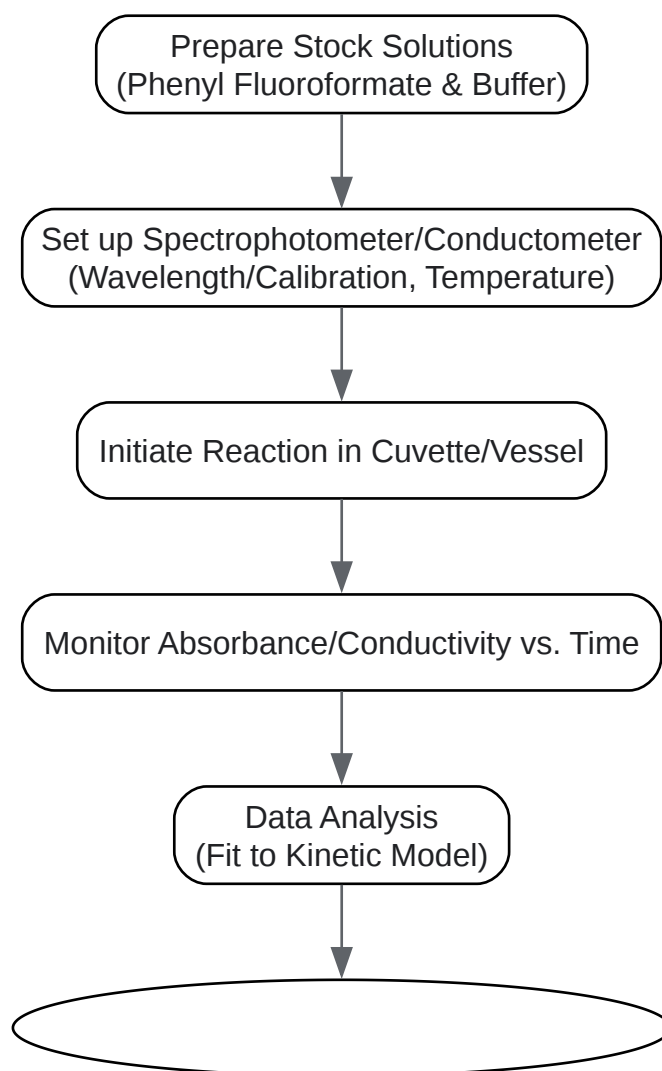 Prepare Stock Solutions
(Phenyl Fluoroformate & Buffer)
Set up Spectrophotometer/Conductometer
(Wavelength/Calibration, Temperature)
Initiate Reaction in Cuvette/Vessel
Monitor Absorbance/Conductivity vs. Time
Data Analysis
(Fit to Kinetic Model)